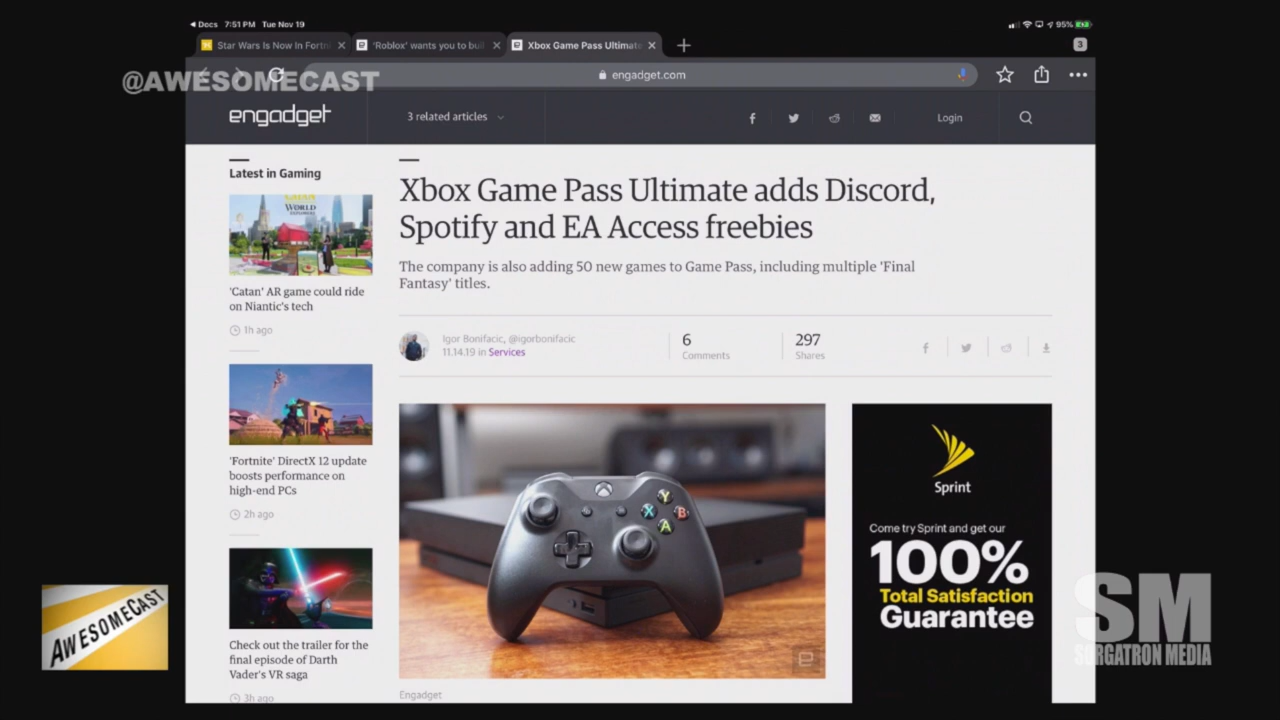 Docs 7:51 PM Tue Nov 19
95%
Star Wars Is Now In Fortni
'Roblox' wants you to buil
Xbox Game Pass Ultimate
3
@AWESOMECAST
engadget.com
engadget
3 related articles
Login
Latest in Gaming
CATAN
WORLD
EXPLORERS
'Catan' AR game could ride
on Niantic's tech
1h ago
'Fortnite' DirectX 12 update
boosts performance on
high-end PCs
2h ago
Check out the trailer for the
final episode of Darth
Vader's VR saga
3h ago
Xbox Game Pass Ultimate adds Discord,
Spotify and EA Access freebies
The company is also adding 50 new games to Game Pass, including multiple 'Final
Fantasy' titles.
Igor Bonifacic, @igorbonifacic
11.14.19 in Services
6
Comments
297
Shares
Y
X B
A
Engadget
Sprint
Come try Sprint and get our
100%
Total Satisfaction
Guarantee
AWESOMECAST
SM
SORGATRON MEDIA